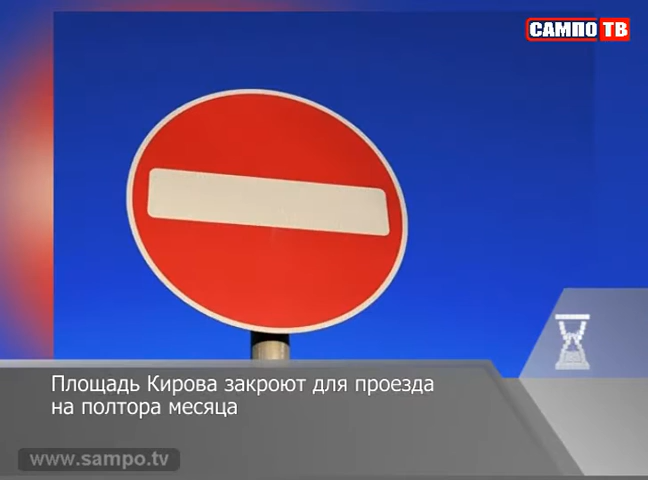 САМПО ТВ
Площадь Кирова закроют для проезда
на полтора месяца
www.sampo.tv